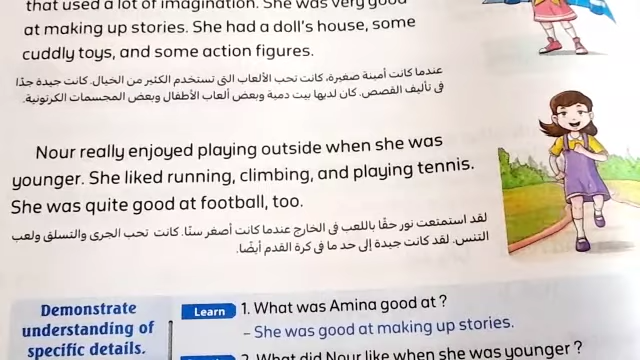 that used a lot of imagination. She was very good
at making up stories. She had a doll's house, some
cuddly toys, and some action figures.
عندما كانت أمينة صغيرة، كانت تحب الألعاب التى تستخدم الكثير من الخيال. كانت جيدة جدًا
فى تأليف القصص. كان لديها بيت دمية وبعض ألعاب الأطفال وبعض المجسمات الكرتونية.
Nour really enjoyed playing outside when she was
younger. She liked running, climbing, and playing tennis.
She was quite good at football, too.
لقد استمتعت نور حقًا باللعب فى الخارج عندما كانت أصغر سنًا. كانت تحب الجرى والتسلق ولعب
التنس. لقد كانت جيدة إلى حد ما فى كرة القدم أيضًا.
Demonstrate
understanding of
specific details.
Learn
1. What was Amina good at ?
- She was good at making up stories.
2. What did Nour like when she was younger ?